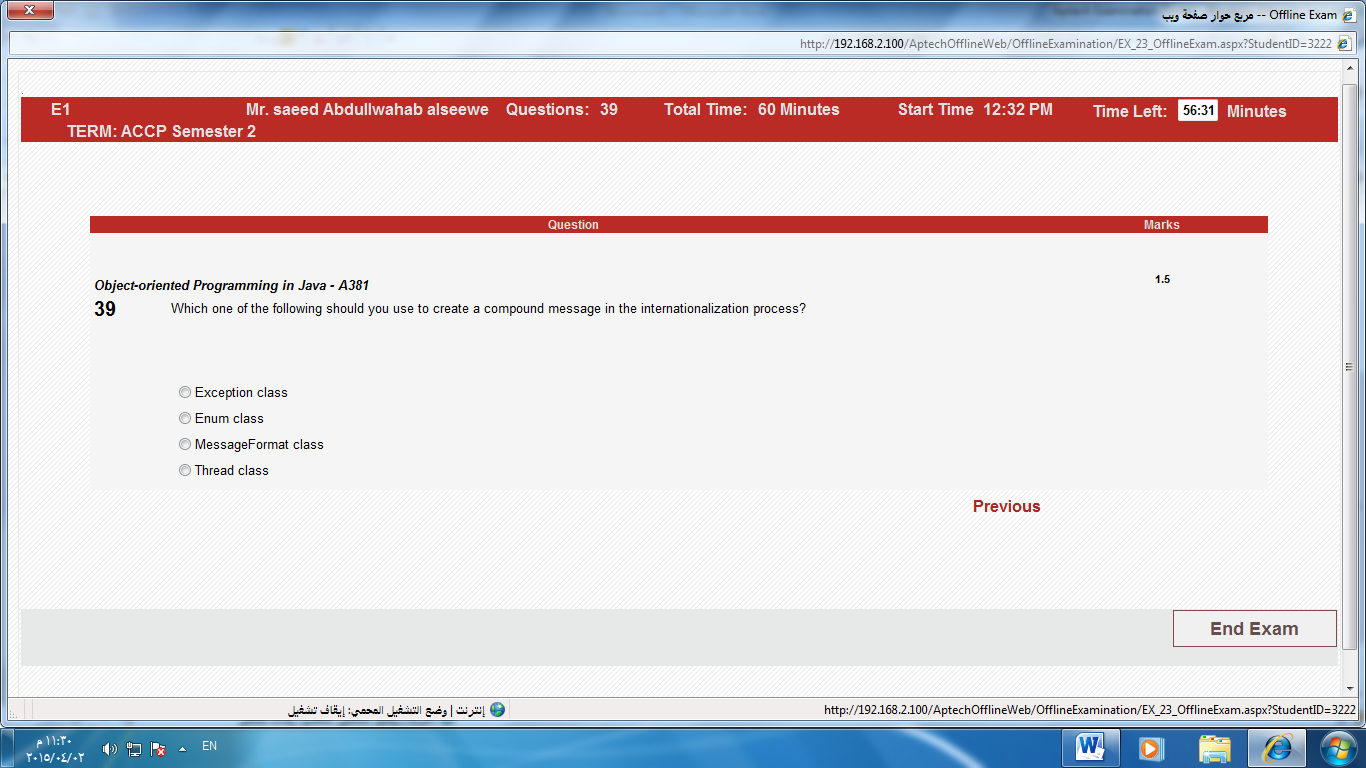 x
Offline Exam -- مربع حوار صفحة ويب
http://192.168.2.100/AptechOfflineWeb/OfflineExamination/EX_23_OfflineExam.aspx?StudentID=3222
E1 Mr. saeed Abdullwahab alseewe Questions: 39 Total Time: 60 Minutes Start Time 12:32 PM Time Left: 56:31 Minutes
TERM: ACCP Semester 2
Question Marks
Object-oriented Programming in Java - A381 1.5
39 Which one of the following should you use to create a compound message in the internationalization process?
Exception class
Enum class
MessageFormat class
Thread class
Previous
End Exam
إنترنت | وضع التشغيل المحمي: إيقاف تشغيل
http://192.168.2.100/AptechOfflineWeb/OfflineExamination/EX_23_OfflineExam.aspx?StudentID=3222
١١:٣٠ م
٢٠١٥/٠٤/٠٢
EN